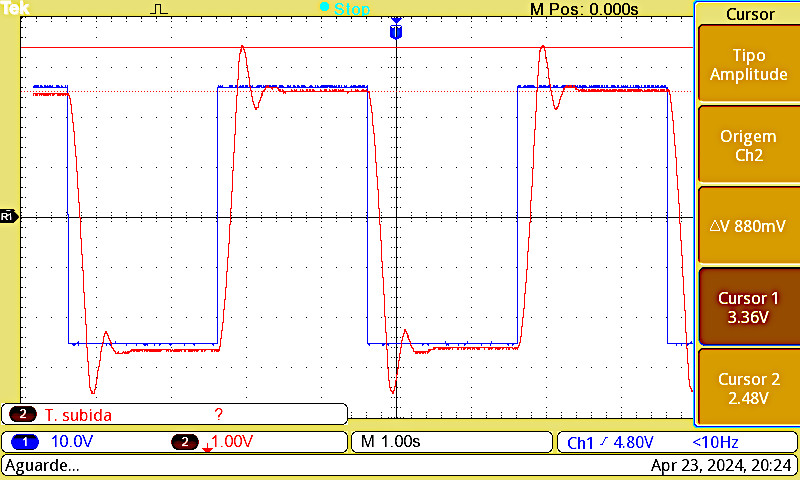 Tek
Stop
M Pos: 0.000s
Cursor
Tipo
Amplitude
Origem
Ch2
△V 880mV
Cursor 1
3.36V
Cursor 2
2.48V
R1
2 T. subida ?
1 10.0V 2 1.00V M 1.00s Ch1 / 4.80V <10Hz
Aguarde... Apr 23, 2024, 20:24